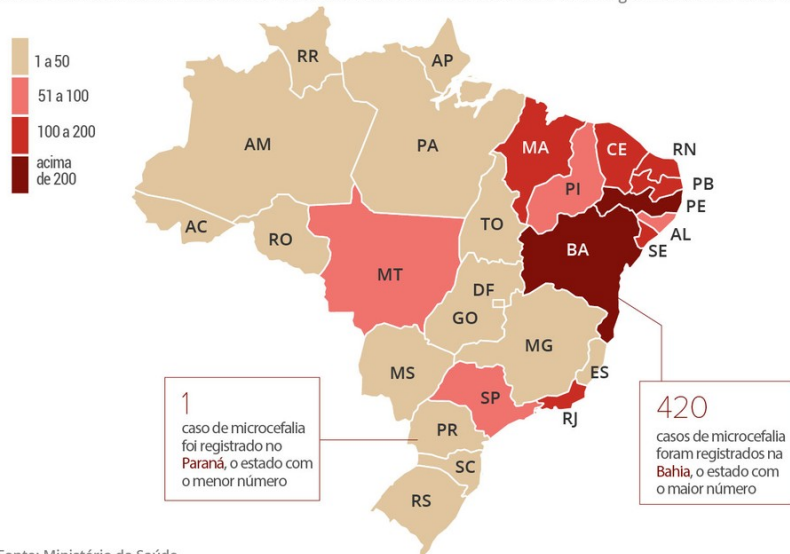 1 a 50
51 a 100
100 a 200
acima
de 200
RR
AP
AM
PA
MA
CE
RN
PB
PE
AL
SE
PI
AC
RO
TO
BA
MT
DF
GO
MG
ES
MS
SP
RJ
PR
SC
RS
1
caso de microcefalia
foi registrado no
Paraná, o estado com
o menor número
420
casos de microcefalia
foram registrados na
Bahia, o estado com
o maior número